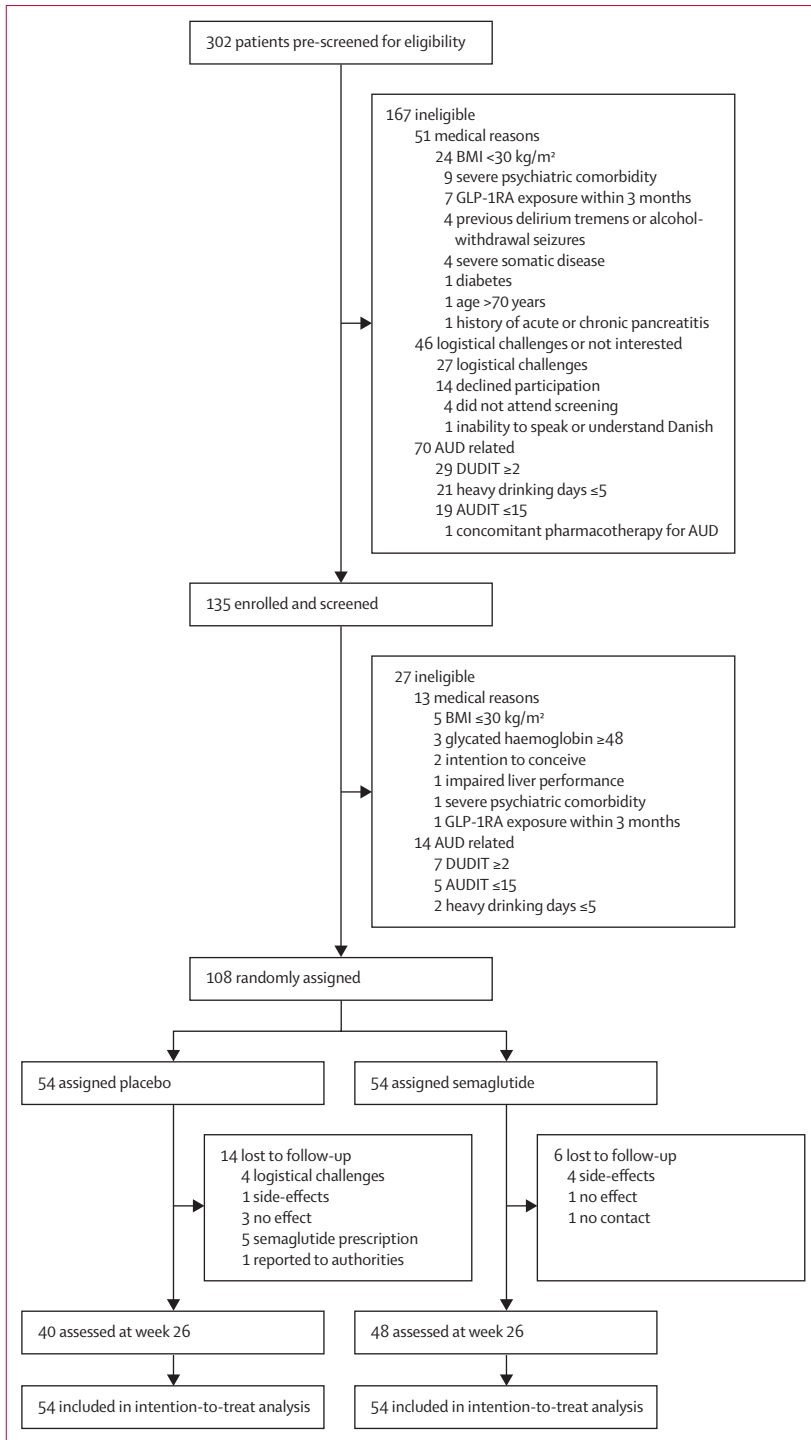 302 patients pre-screened for eligibility
167 ineligible
51 medical reasons
24 BMI <30 kg/m²
9 severe psychiatric comorbidity
7 GLP-1RA exposure within 3 months
4 previous delirium tremens or alcohol-
withdrawal seizures
4 severe somatic disease
1 diabetes
1 age >70 years
1 history of acute or chronic pancreatitis
46 logistical challenges or not interested
27 logistical challenges
14 declined participation
4 did not attend screening
1 inability to speak or understand Danish
70 AUD related
29 DUDIT ≥2
21 heavy drinking days ≤5
19 AUDIT ≤15
1 concomitant pharmacotherapy for AUD
135 enrolled and screened
27 ineligible
13 medical reasons
5 BMI ≤30 kg/m²
3 glycated haemoglobin ≥48
2 intention to conceive
1 impaired liver performance
1 severe psychiatric comorbidity
1 GLP-1RA exposure within 3 months
14 AUD related
7 DUDIT ≥2
5 AUDIT ≤15
2 heavy drinking days ≤5
108 randomly assigned
54 assigned placebo
54 assigned semaglutide
14 lost to follow-up
4 logistical challenges
1 side-effects
3 no effect
5 semaglutide prescription
1 reported to authorities
6 lost to follow-up
4 side-effects
1 no effect
1 no contact
40 assessed at week 26
48 assessed at week 26
54 included in intention-to-treat analysis
54 included in intention-to-treat analysis